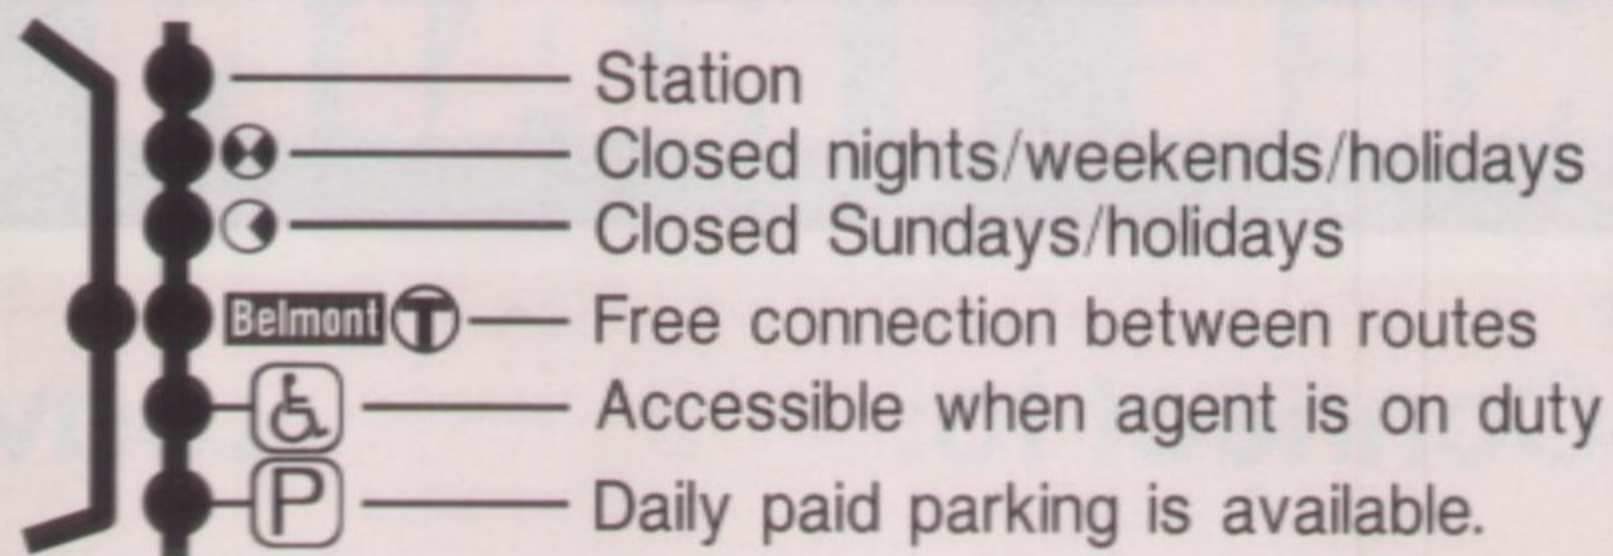 Station
Closed nights/weekends/holidays
Closed Sundays/holidays
Belmont T Free connection between routes
Accessible when agent is on duty
P Daily paid parking is available.